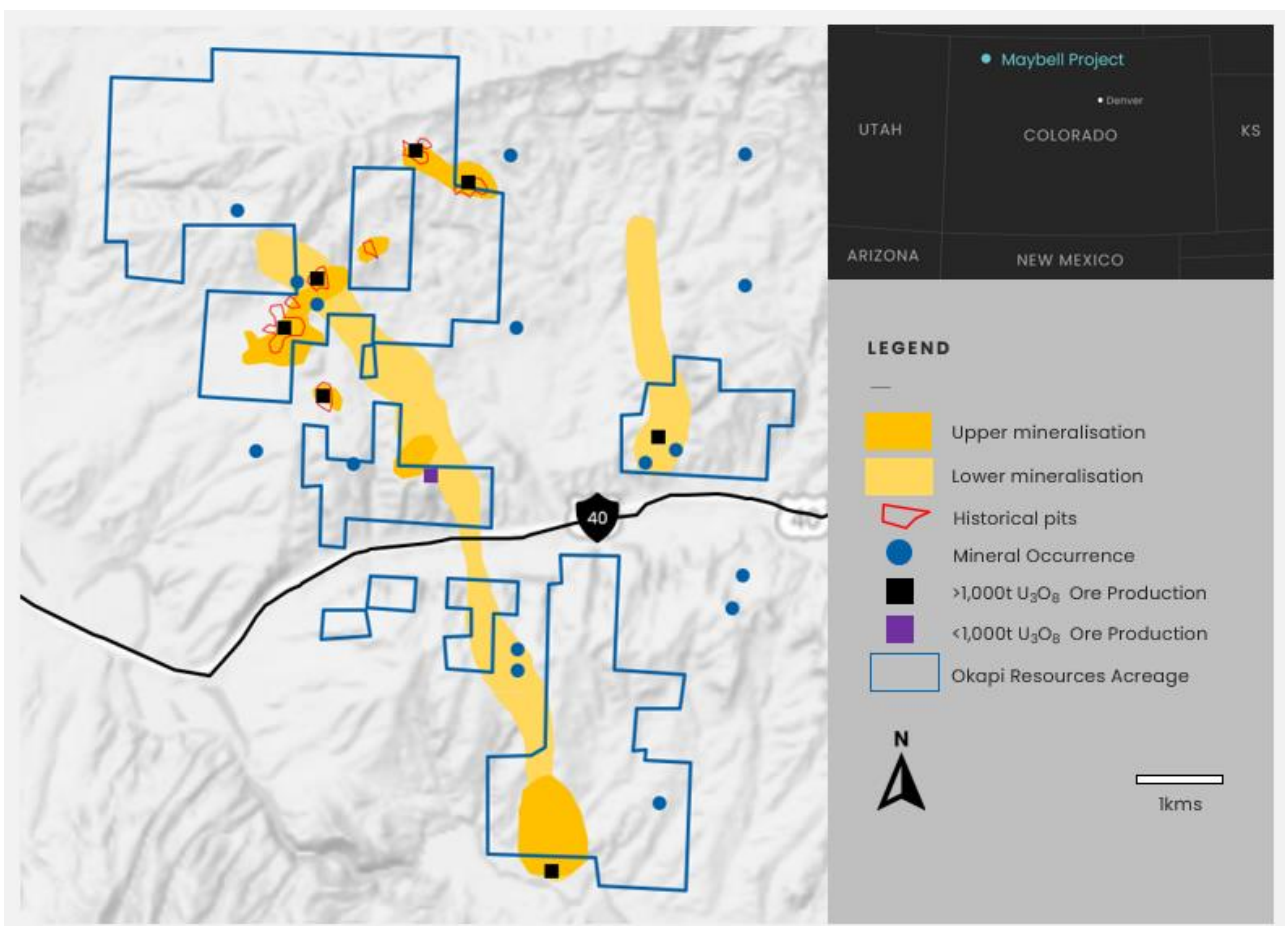 Maybell Project
Denver
UTAH
COLORADO
KS
ARIZONA
NEW MEXICO
LEGEND
Upper mineralisation
Lower mineralisation
Historical pits
Mineral Occurrence
>1,000t U₃O₈ Ore Production
<1,000t U₃O₈ Ore Production
Okapi Resources Acreage
N
1kms
40
40